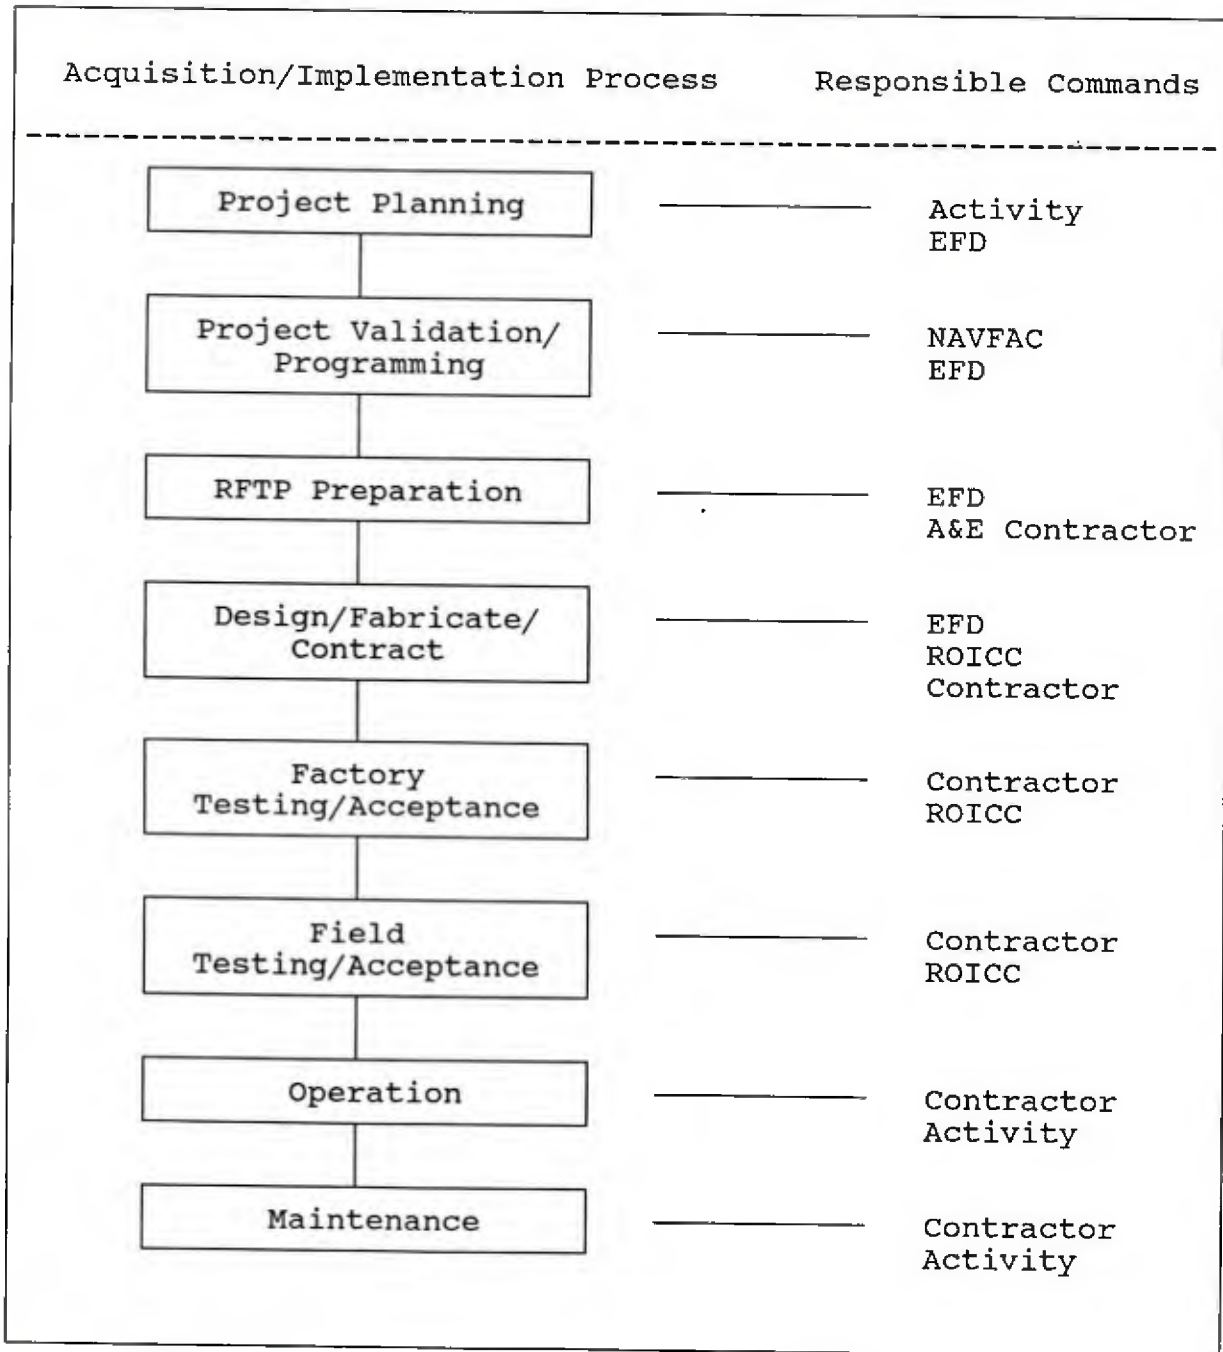 Acquisition/Implementation Process Responsible Commands
Project Planning
Activity
EFD
Project Validation/
Programming
NAVFAC
EFD
RFTP Preparation
EFD
A&E Contractor
Design/Fabricate/
Contract
EFD
ROICC
Contractor
Factory
Testing/Acceptance
Contractor
ROICC
Field
Testing/Acceptance
Contractor
ROICC
Operation
Contractor
Activity
Maintenance
Contractor
Activity